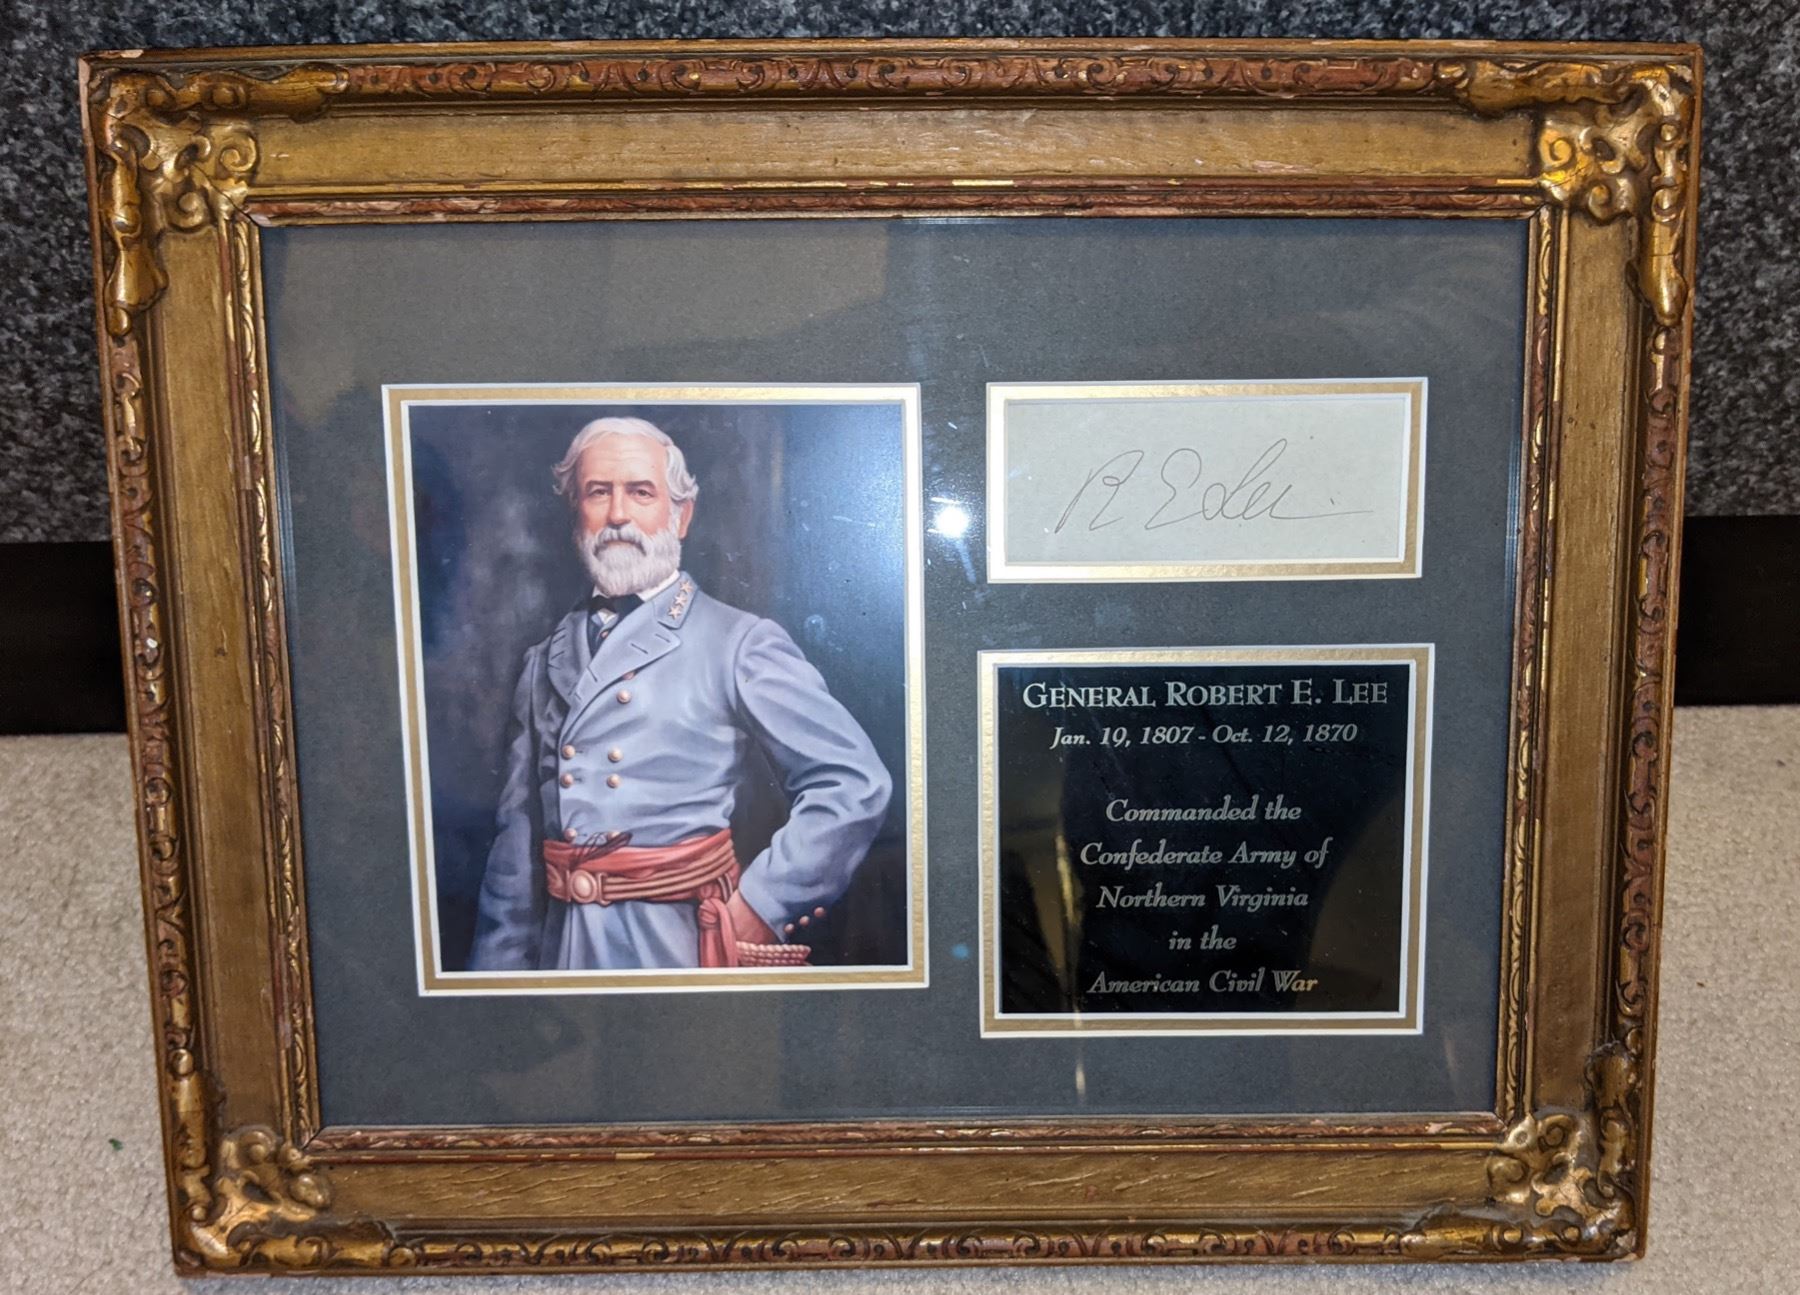 R E Lee
GENERAL ROBERT E. LEE
Jan. 19, 1807 - Oct. 12, 1870
Commanded the
Confederate Army of
Northern Virginia
in the
American Civil War